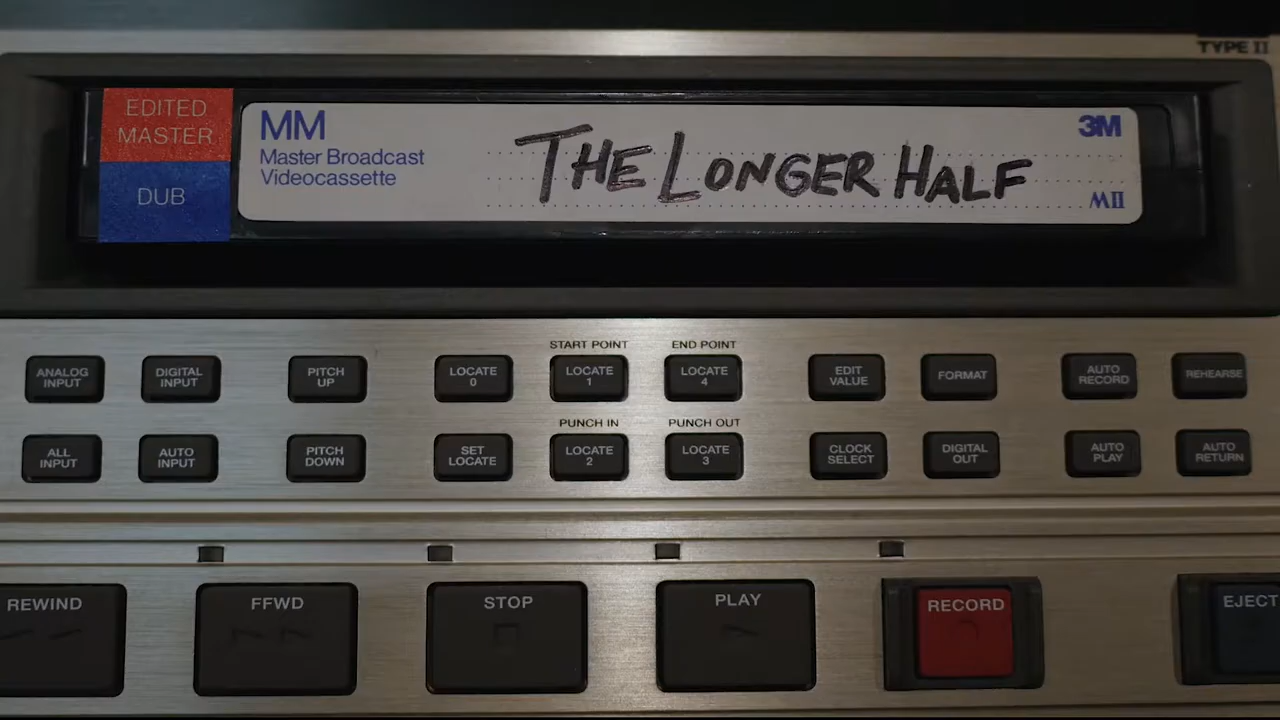 TYPE II
EDITED
MASTER
DUB
MM
Master Broadcast
Videocassette
THE LONGER HALF
3M
MII
START POINT
END POINT
ANALOG
INPUT
DIGITAL
INPUT
PITCH
UP
LOCATE
0
LOCATE
1
LOCATE
4
EDIT
VALUE
FORMAT
AUTO
RECORD
REHEARSE
PUNCH IN
PUNCH OUT
ALL
INPUT
AUTO
INPUT
PITCH
DOWN
SET
LOCATE
LOCATE
2
LOCATE
3
CLOCK
SELECT
DIGITAL
OUT
AUTO
PLAY
AUTO
RETURN
REWIND
FFWD
STOP
PLAY
RECORD
EJECT